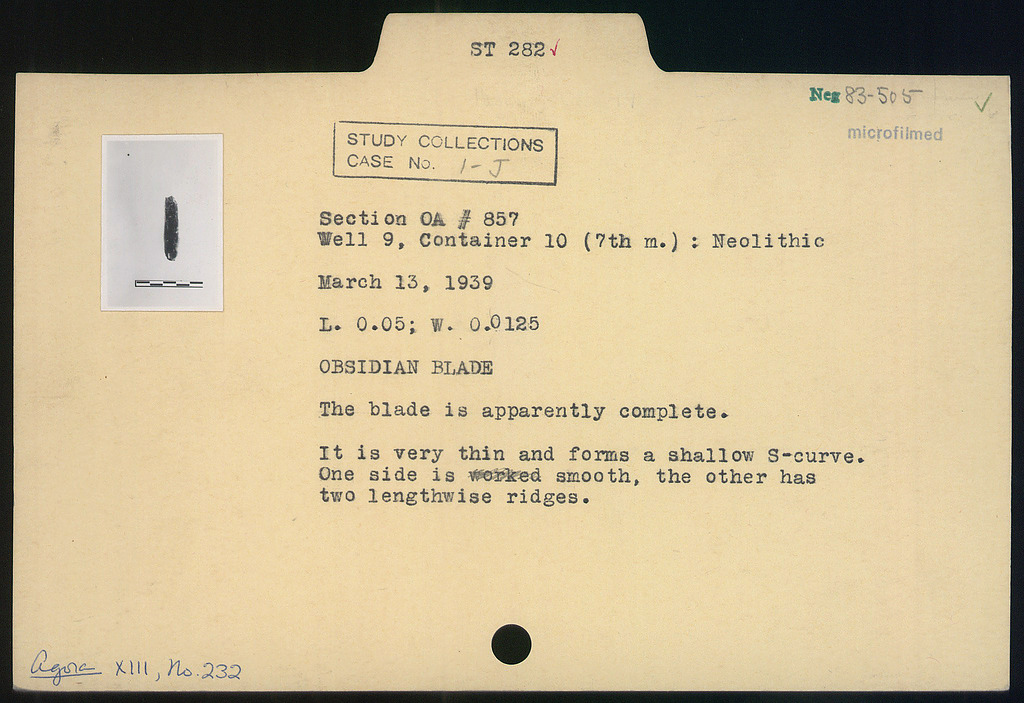 ST 282✓
Neg 83-505 ✓
microfilmed
STUDY COLLECTIONS
CASE No. 1-J
Section OA # 857
Well 9, Container 10 (7th m.) : Neolithic
March 13, 1939
L. 0.05; W. 0.0125
OBSIDIAN BLADE
The blade is apparently complete.
It is very thin and forms a shallow S-curve.
One side is worked smooth, the other has
two lengthwise ridges.
Agora XIII, No. 232